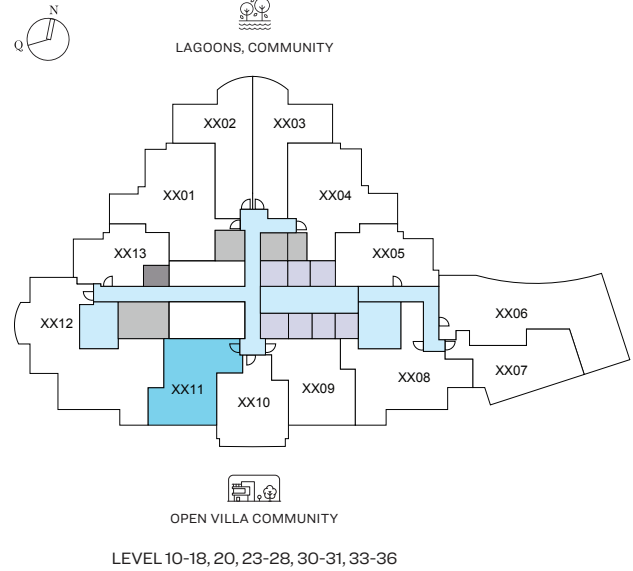 N
Q
LAGOONS, COMMUNITY
XX02
XX03
XX01
XX04
XX13
XX05
XX12
XX06
XX11
XX10
XX09
XX08
XX07
OPEN VILLA COMMUNITY
LEVEL 10-18, 20, 23-28, 30-31, 33-36